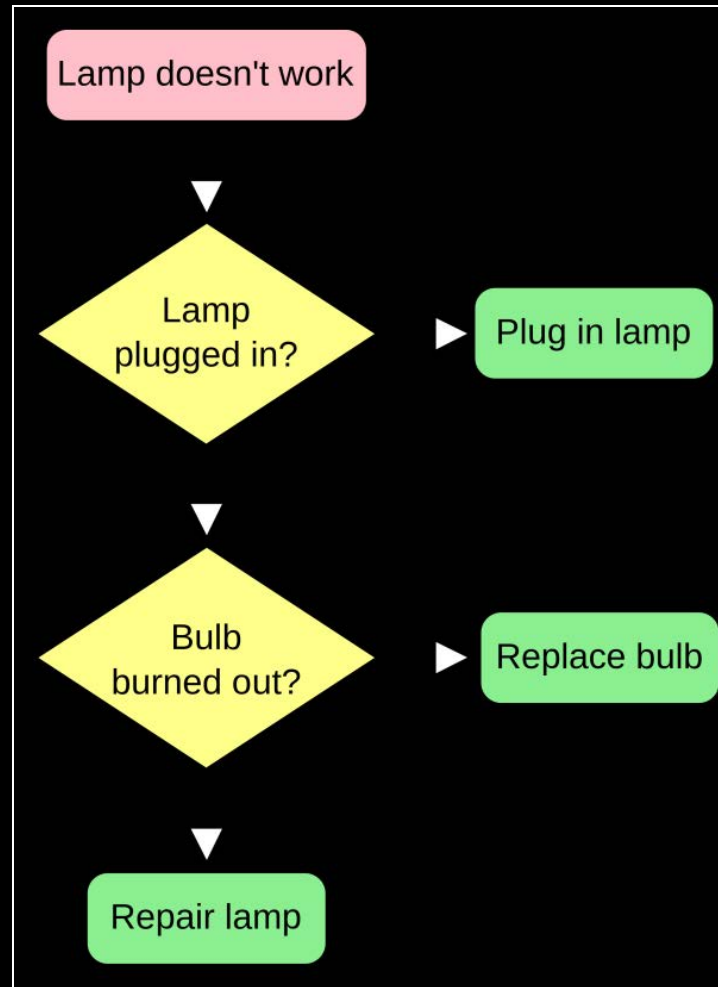 Lamp doesn't work
Lamp
plugged in?
Plug in lamp
Bulb
burned out?
Replace bulb
Repair lamp